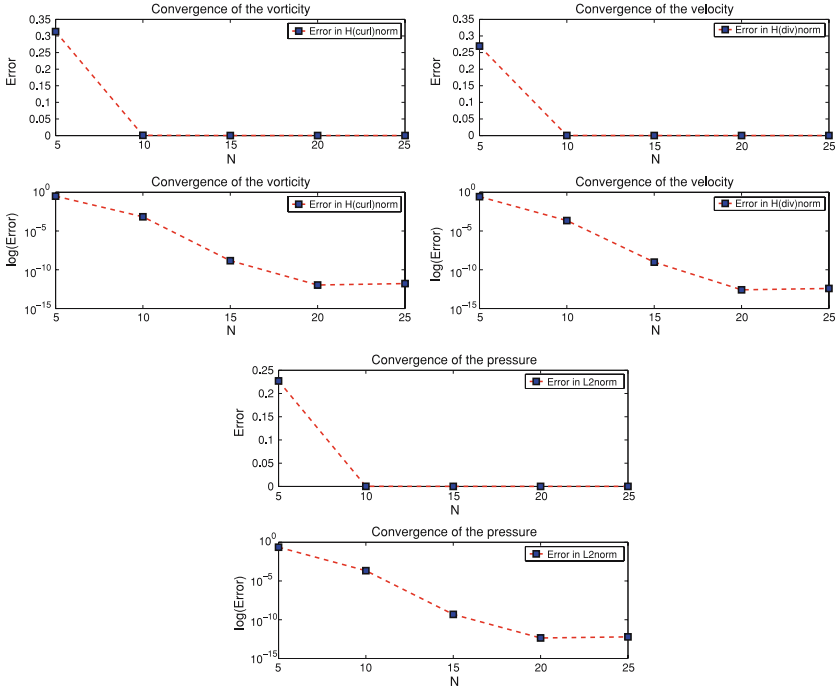 Convergence of the vorticity
0.35
0.3
0.25
0.2
0.15
0.1
0.05
0
Error
Error in H(curl)norm
5 10 15 20 25
N
Convergence of the velocity
0.35
0.3
0.25
0.2
0.15
0.1
0.05
0
Error
Error in H(div)norm
5 10 15 20 25
N
Convergence of the vorticity
10^0
10^-5
10^-10
10^-15
log(Error)
Error in H(curl)norm
5 10 15 20 25
N
Convergence of the velocity
10^0
10^-5
10^-10
10^-15
log(Error)
Error in H(div)norm
5 10 15 20 25
N
Convergence of the pressure
0.25
0.2
0.15
0.1
0.05
0
Error
Error in L2norm
5 10 15 20 25
N
Convergence of the pressure
10^0
10^-5
10^-10
10^-15
log(Error)
Error in L2norm
5 10 15 20 25
N